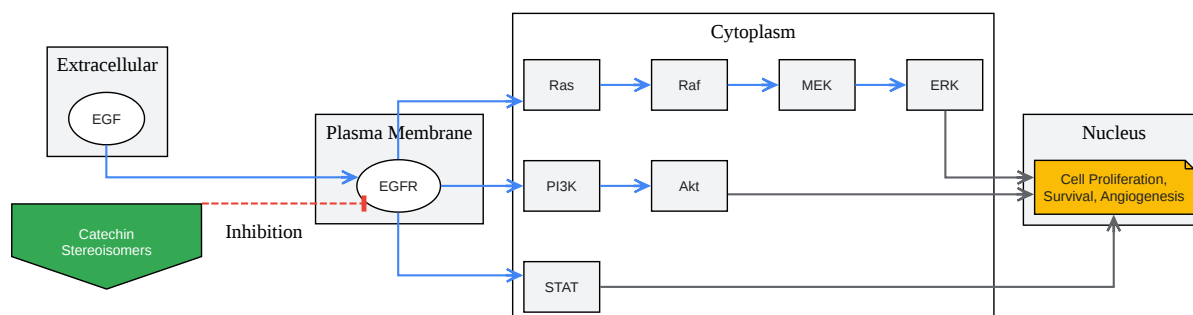 Cytoplasm
Extracellular
EGF
Ras
Raf
MEK
ERK
Plasma Membrane
EGFR
Nucleus
PI3K
Akt
Cell Proliferation,
Survival, Angiogenesis
Catechin
Stereoisomers
Inhibition
STAT